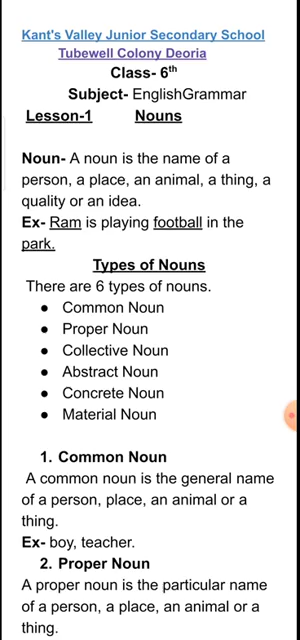 Kant's Valley Junior Secondary School
Tubewell Colony Deoria
Class- 6th
Subject- EnglishGrammar
Lesson-1 Nouns
Noun- A noun is the name of a
person, a place, an animal, a thing, a
quality or an idea.
Ex- Ram is playing football in the
park.
Types of Nouns
There are 6 types of nouns.
● Common Noun
● Proper Noun
● Collective Noun
● Abstract Noun
● Concrete Noun
● Material Noun
1. Common Noun
A common noun is the general name
of a person, place, an animal or a
thing.
Ex- boy, teacher.
2. Proper Noun
A proper noun is the particular name
of a person, a place, an animal or a
thing.